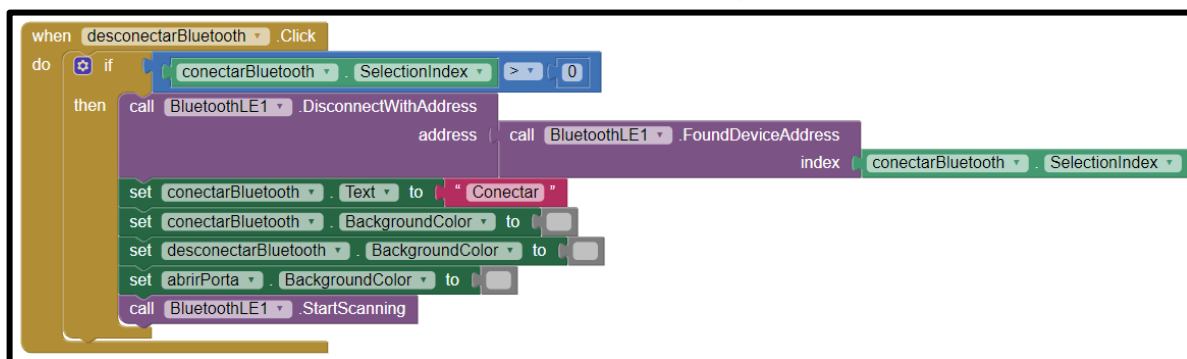 when desconectarBluetooth .Click
do if conectarBluetooth . SelectionIndex > 0
then call BluetoothLE1 .DisconnectWithAddress
address call BluetoothLE1 .FoundDeviceAddress
index conectarBluetooth . SelectionIndex
set conectarBluetooth . Text to " Conectar "
set conectarBluetooth . BackgroundColor to
set desconectarBluetooth . BackgroundColor to
set abrirPorta . BackgroundColor to
call BluetoothLE1 .StartScanning